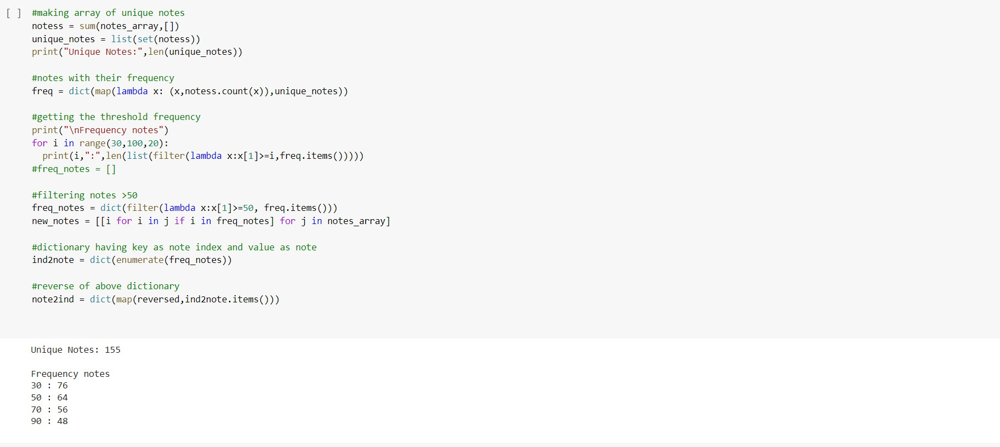 [ ] #making array of unique notes
notess = sum(notes_array,[])
unique_notes = list(set(notess))
print("Unique Notes:",len(unique_notes))
#notes with their frequency
freq = dict(map(lambda x: (x,notess.count(x)),unique_notes))
#getting the threshold frequency
print("\nFrequency notes")
for i in range(30,100,20):
  print(i,":",len(list(filter(lambda x:x[1]>=i,freq.items()))))
#freq_notes = []
#filtering notes >50
freq_notes = dict(filter(lambda x:x[1]>=50, freq.items()))
new_notes = [[i for i in j if i in freq_notes] for j in notes_array]
#dictionary having key as note index and value as note
ind2note = dict(enumerate(freq_notes))
#reverse of above dictionary
note2ind = dict(map(reversed,ind2note.items()))
Unique Notes: 155
Frequency notes
30 : 76
50 : 64
70 : 56
90 : 48